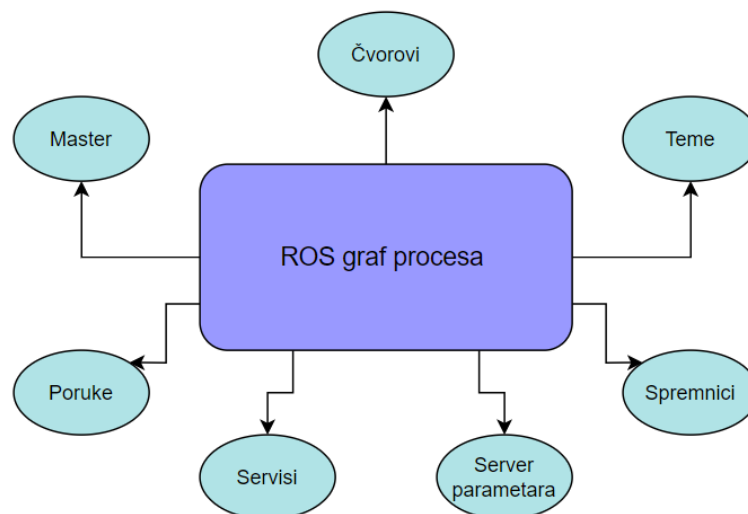 Čvorovi
Master
Teme
ROS graf procesa
Poruke
Spremnici
Servisi
Server
parametara